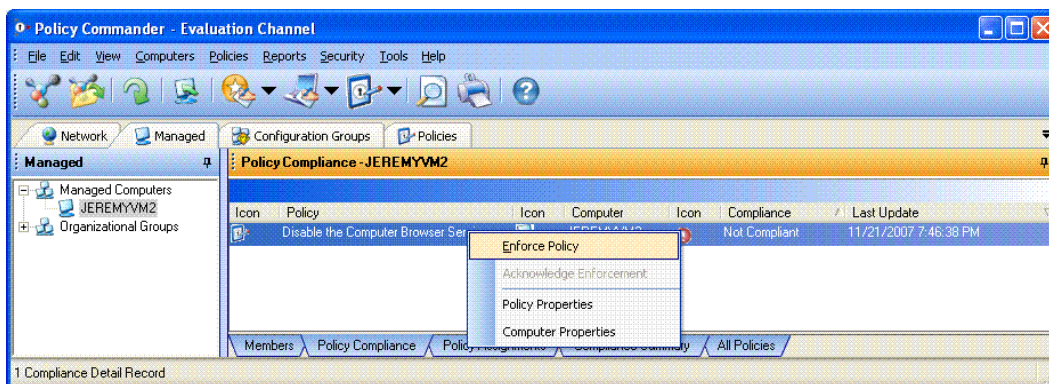 Policy Commander - Evaluation Channel
File Edit View Computers Policies Reports Security Tools Help
Network Managed Configuration Groups Policies
Managed
Policy Compliance - JEREMYVM2
Managed Computers
JEREMYVM2
Organizational Groups
Icon Policy Icon Computer Icon Compliance Last Update
Disable the Computer Browser Ser JEREMYVM2 Not Compliant 11/21/2007 7:46:38 PM
Enforce Policy
Acknowledge Enforcement
Policy Properties
Computer Properties
Members Policy Compliance Policy Assignments Compliance Summary All Policies
1 Compliance Detail Record